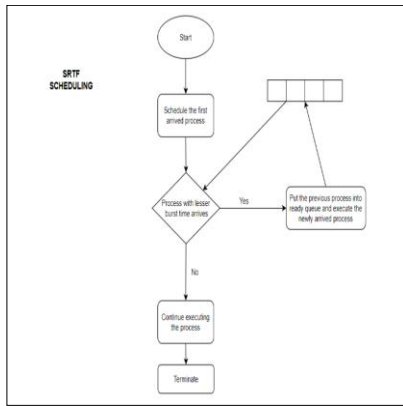 Start
SRTF
SCHEDULING
Schedule the first
arrived process
Process with lesser
burst time arrives
Yes
Put the previous process into
ready queue and execute the
newly arrived process
No
Continue executing
the process
Terminate